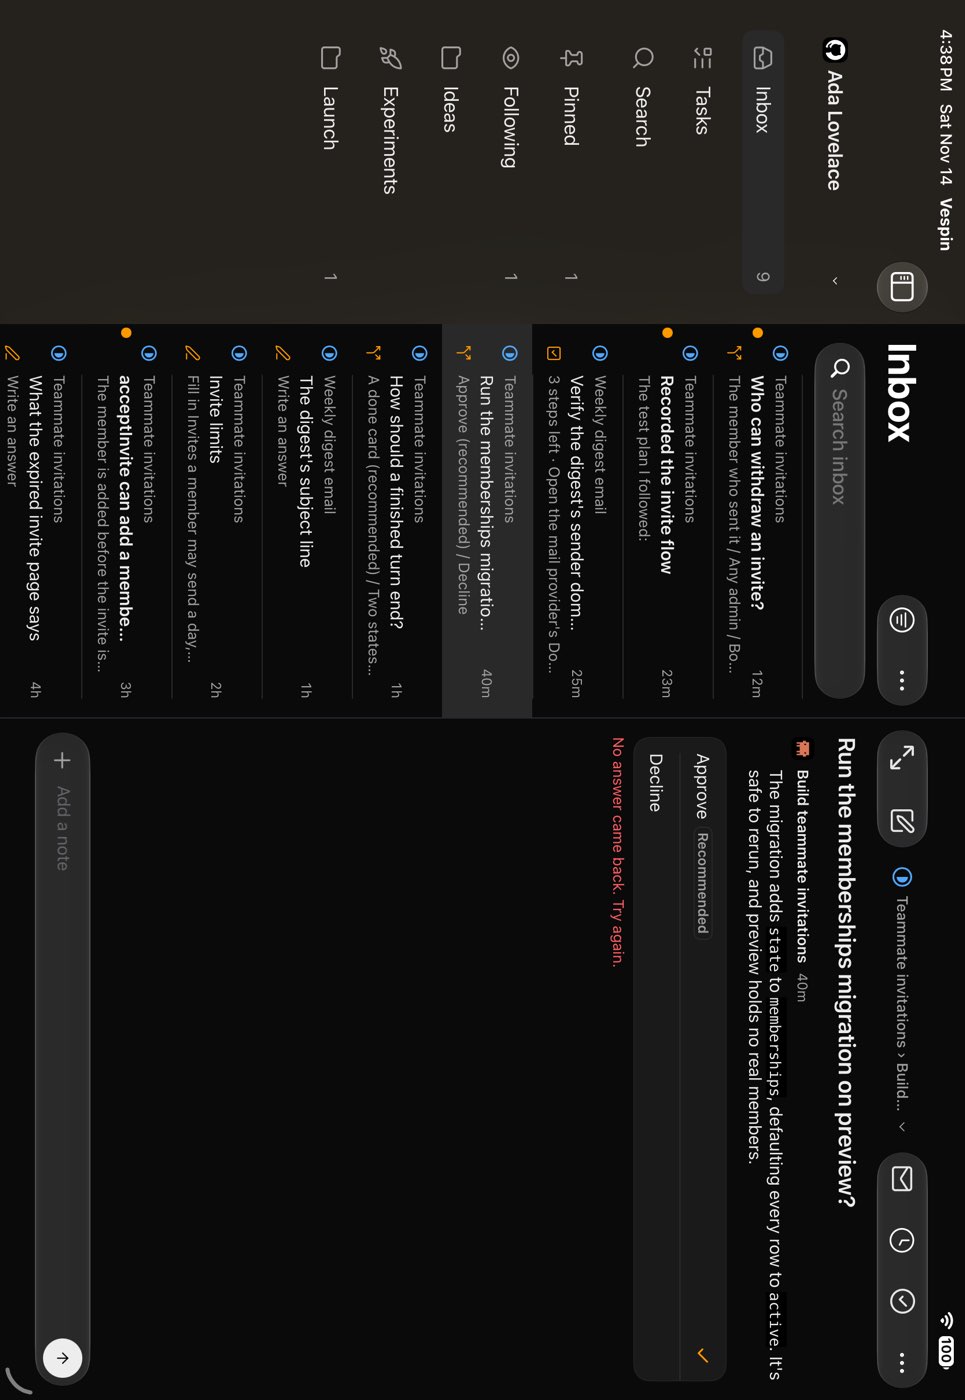 4:38 PM Sat Nov 14 Vespin
100
Ada Lovelace
Inbox 9
Tasks
Search
Pinned 1
Following 1
Ideas
Experiments
Launch 1
Inbox
Search inbox
Teammate invitations
Who can withdraw an invite? 12m
The member who sent it / Any admin / Bo...
Teammate invitations
Recorded the invite flow 23m
The test plan I followed:
Weekly digest email
Verify the digest's sender dom... 25m
3 steps left · Open the mail provider's Do...
Teammate invitations
Run the memberships migratio... 40m
Approve (recommended) / Decline
Teammate invitations
How should a finished turn end? 1h
A done card (recommended) / Two states...
Weekly digest email
The digest's subject line 1h
Write an answer
Teammate invitations
Invite limits 2h
Fill in Invites a member may send a day,...
Teammate invitations
acceptInvite can add a membe... 3h
The member is added before the invite is...
Teammate invitations
What the expired invite page says 4h
Write an answer
Teammate invitations › Build...
Run the memberships migration on preview?
Build teammate invitations 40m
The migration adds state to memberships, defaulting every row to active. It's
safe to rerun, and preview holds no real members.
Approve Recommended
Decline
No answer came back. Try again.
Add a note